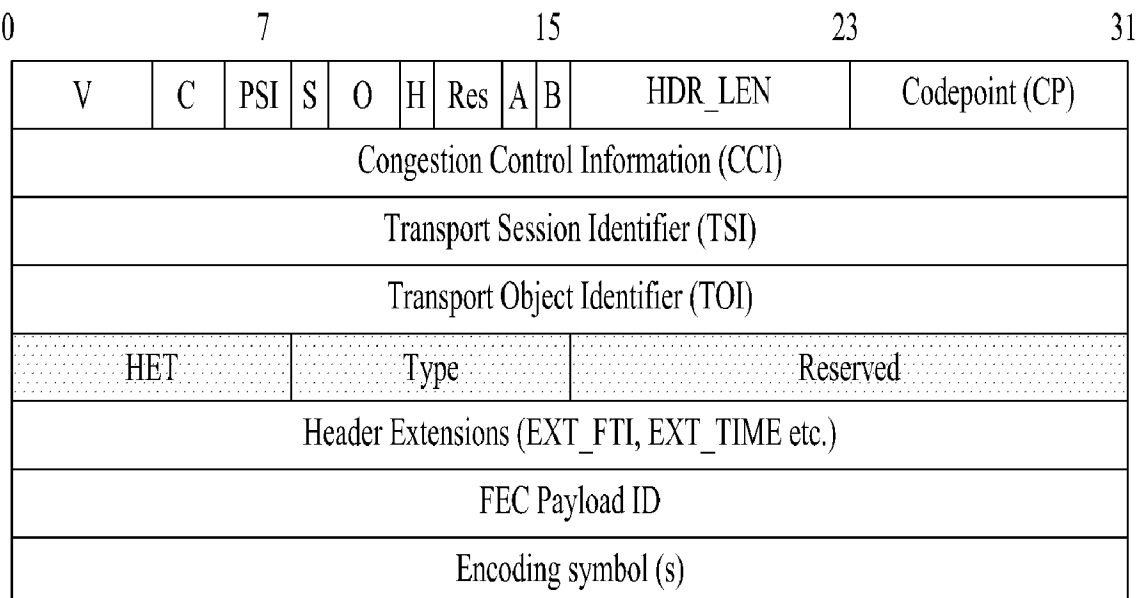 0 7 15 23 31
V C PSI S O H Res A B HDR_LEN Codepoint (CP)
Congestion Control Information (CCI)
Transport Session Identifier (TSI)
Transport Object Identifier (TOI)
HET Type Reserved
Header Extensions (EXT_FTI, EXT_TIME etc.)
FEC Payload ID
Encoding symbol (s)